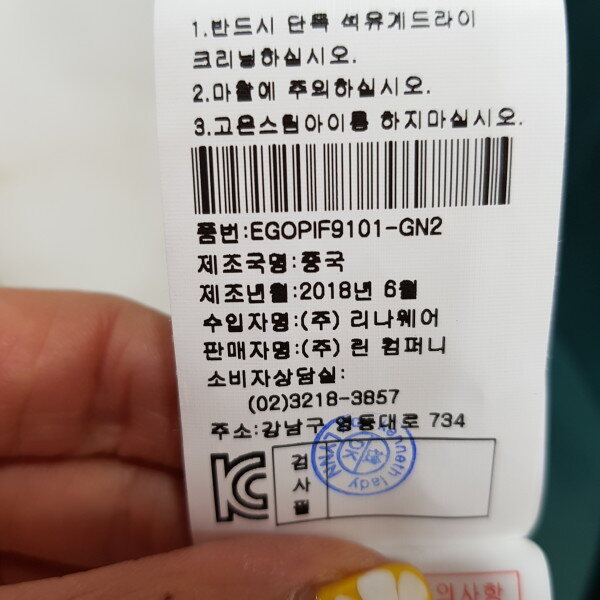 1.반드시 단독 석유계드라이
크리닝하십시오.
2.마찰에 주의하십시오.
3.고온스팀아이롱 하지마십시오.
품번:EGOPIF9101-GN2
제조국명:중국
제조년월:2018년 6월
수입자명:(주) 리나웨어
판매자명:(주) 린 컴퍼니
소비자상담실:
(02)3218-3857
주소:강남구 영동대로 734
검
사
필
OK
lady
의사항